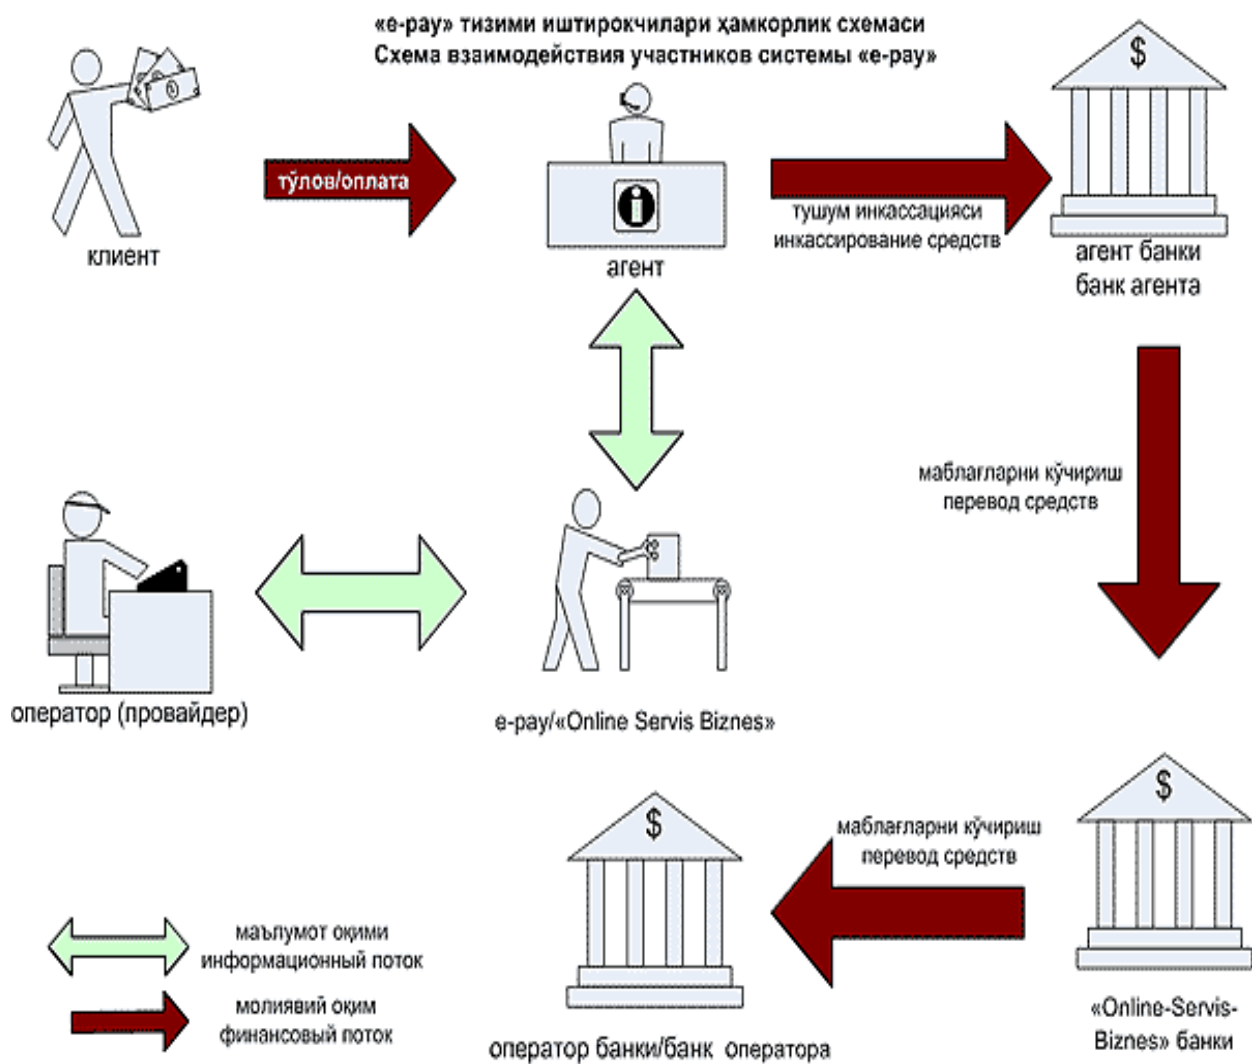 «e-pay» тизими иштирокчилари ҳамкорлик схемаси
Схема взаимодействия участников системы «e-pay»
$
тўлов/оплата
i
тушум инкассацияси
инкассирование средств
клиент
агент
агент банки
банк агента
маблағларни кўчириш
перевод средств
оператор (провайдер)
e-pay/«Online Servis Biznes»
$
$
маблағларни кўчириш
перевод средств
маълумот оқими
информационный поток
молиявий оқим
финансовый поток
оператор банки/банк оператора
«Online-Servis-
Biznes» банки